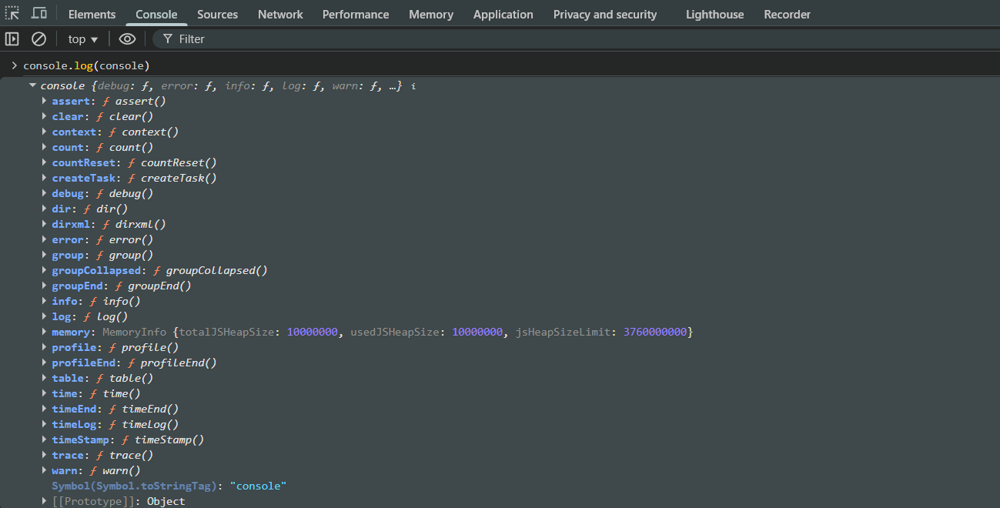 Elements Console Sources Network Performance Memory Application Privacy and security Lighthouse Recorder
top Filter
console.log(console)
console {debug: ƒ, error: ƒ, info: ƒ, log: ƒ, warn: ƒ, …} i
assert: ƒ assert()
clear: ƒ clear()
context: ƒ context()
count: ƒ count()
countReset: ƒ countReset()
createTask: ƒ createTask()
debug: ƒ debug()
dir: ƒ dir()
dirxml: ƒ dirxml()
error: ƒ error()
group: ƒ group()
groupCollapsed: ƒ groupCollapsed()
groupEnd: ƒ groupEnd()
info: ƒ info()
log: ƒ log()
memory: MemoryInfo {totalJSHeapSize: 10000000, usedJSHeapSize: 10000000, jsHeapSizeLimit: 3760000000}
profile: ƒ profile()
profileEnd: ƒ profileEnd()
table: ƒ table()
time: ƒ time()
timeEnd: ƒ timeEnd()
timeLog: ƒ timeLog()
timeStamp: ƒ timeStamp()
trace: ƒ trace()
warn: ƒ warn()
Symbol(Symbol.toStringTag): "console"
[[Prototype]]: Object